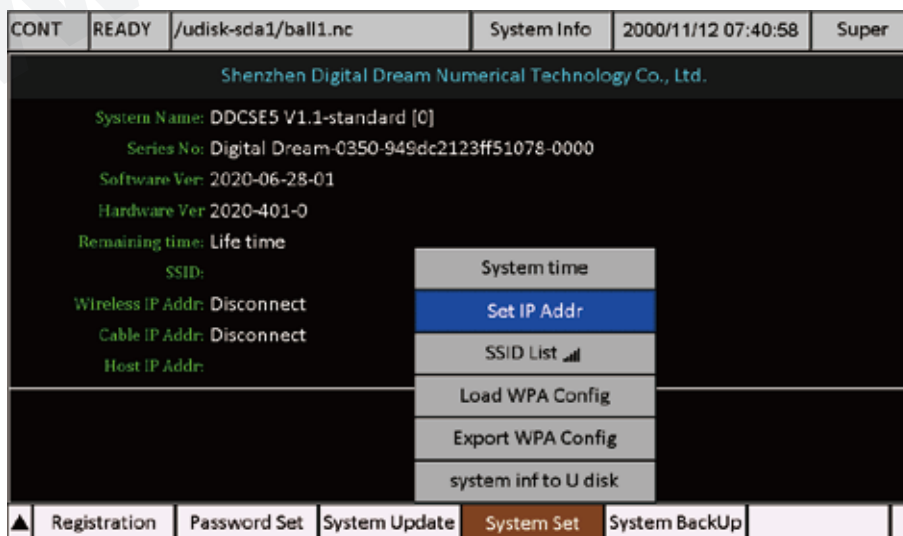 CONT READY /udisk-sda1/ball1.nc System Info 2000/11/12 07:40:58 Super
Shenzhen Digital Dream Numerical Technology Co., Ltd.
System Name: DDCSE5 V1.1-standard [0]
Series No: Digital Dream-0350-949dc2123ff51078-0000
Software Ver: 2020-06-28-01
Hardware Ver 2020-401-0
Remaining time: Life time
SSID:
Wireless IP Addr: Disconnect
Cable IP Addr: Disconnect
Host IP Addr:
System time
Set IP Addr
SSID List
Load WPA Config
Export WPA Config
system inf to U disk
▲ Registration Password Set System Update System Set System BackUp